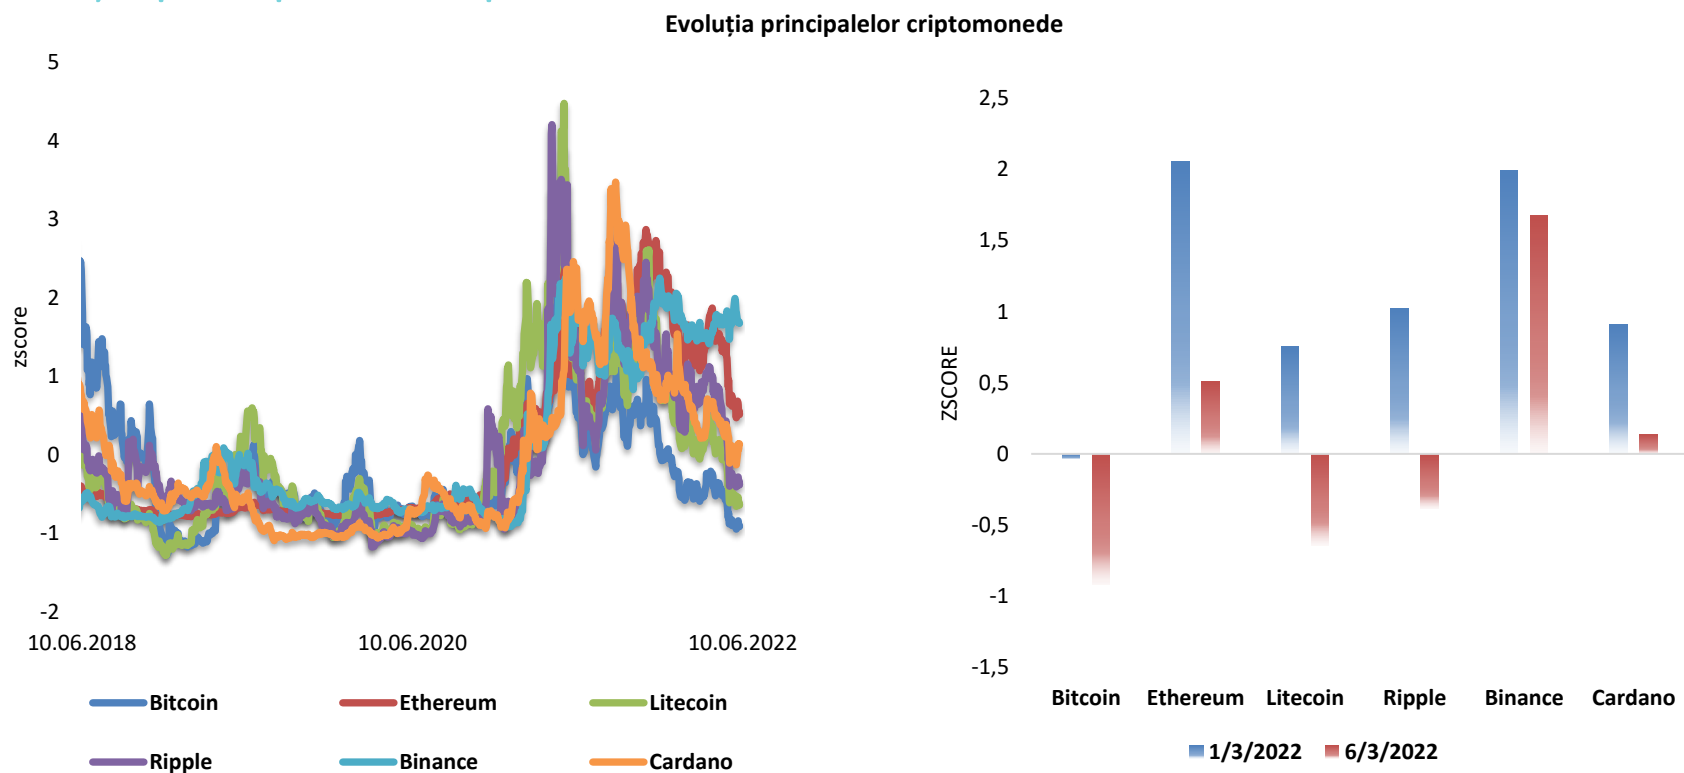 Evoluția principalelor criptomonede
5
4
3
2
1
0
-1
-2
zscore
10.06.2018 10.06.2020 10.06.2022
Bitcoin Ethereum Litecoin
Ripple Binance Cardano
2,5
2
1,5
1
0,5
0
-0,5
-1
-1,5
ZSCORE
Bitcoin Ethereum Litecoin Ripple Binance Cardano
1/3/2022 6/3/2022